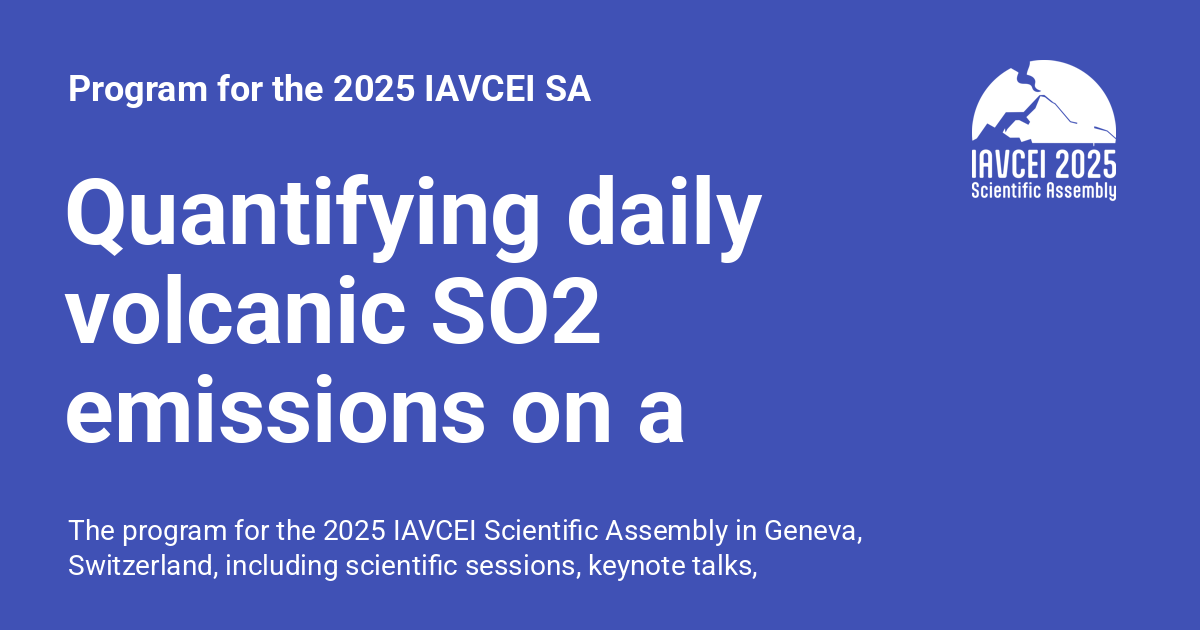 Program for the 2025 IAVCEI SA
IAVCEI 2025
Scientific Assembly
Quantifying daily
volcanic SO2
emissions on a
The program for the 2025 IAVCEI Scientific Assembly in Geneva,
Switzerland, including scientific sessions, keynote talks,